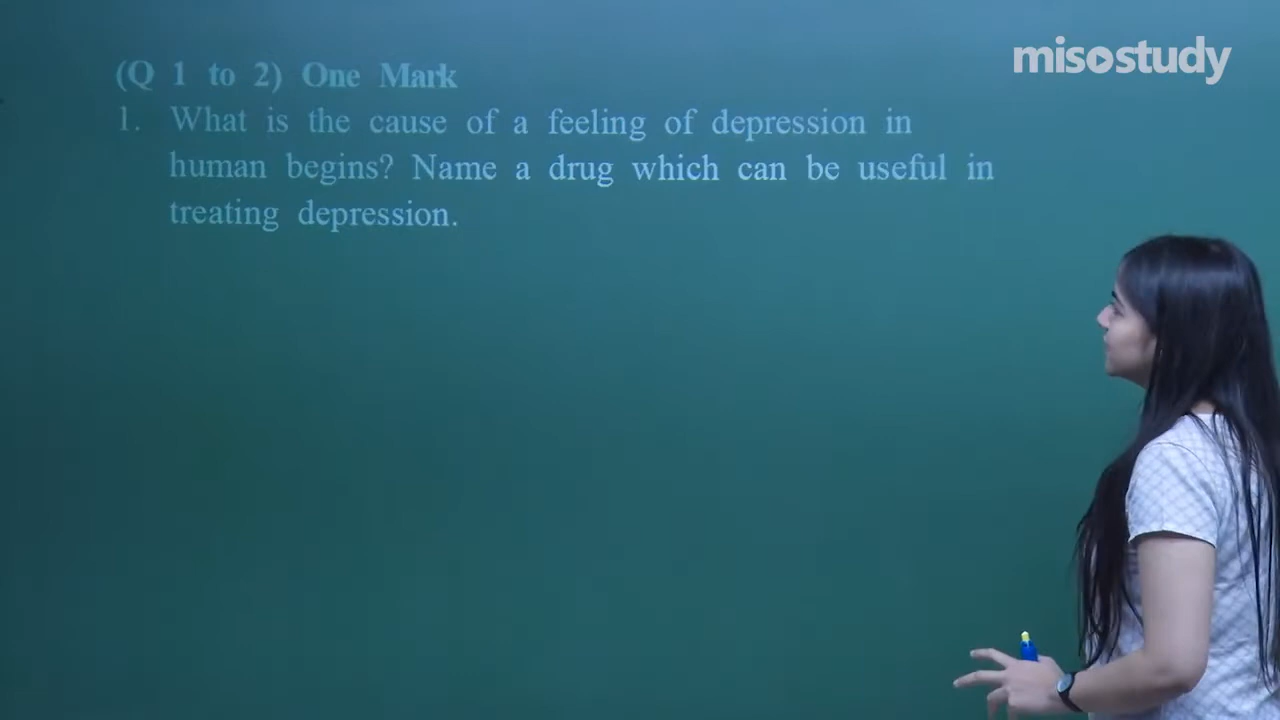 misostudy
(Q 1 to 2) One Mark
1. What is the cause of a feeling of depression in
human begins? Name a drug which can be useful in
treating depression.